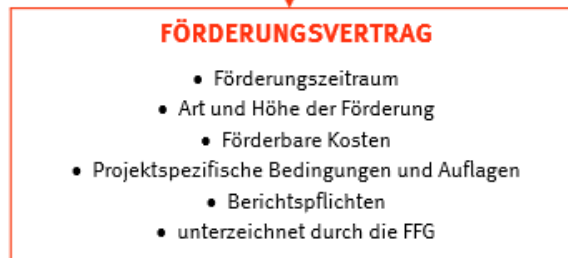 FÖRDERUNGSVERTRAG
• Förderungszeitraum
• Art und Höhe der Förderung
• Förderbare Kosten
• Projektspezifische Bedingungen und Auflagen
• Berichtspflichten
• unterzeichnet durch die FFG